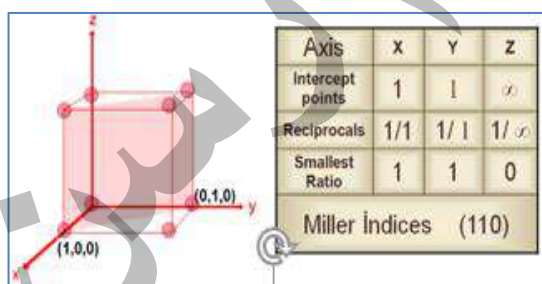 z
(0,1,0)
y
(1,0,0)
x
Axis X Y Z
Intercept points 1 1 ∞
Reciprocals 1/1 1/1 1/∞
Smallest Ratio 1 1 0
Miller İndices (110)